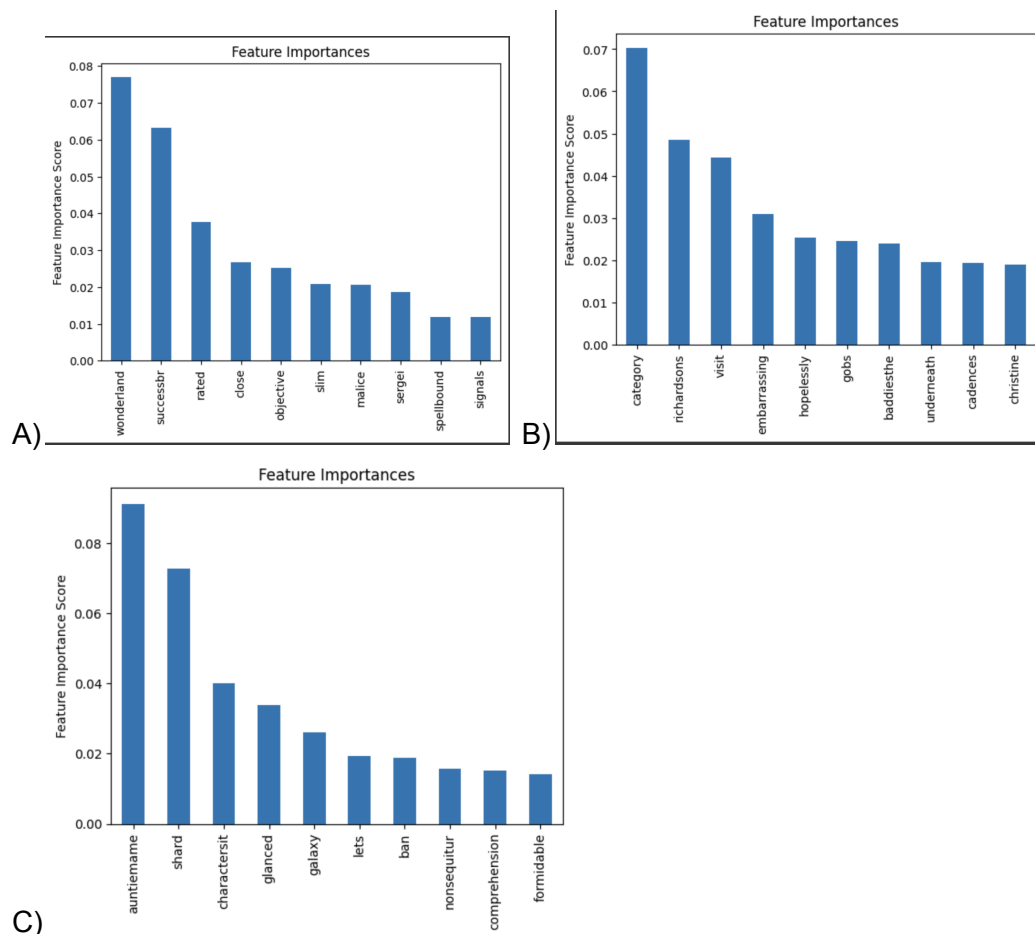 Feature Importances
Feature Importance Score
0.08
0.07
0.06
0.05
0.04
0.03
0.02
0.01
0.00
wonderland
successbr
rated
close
objective
slim
malice
sergei
spellbound
signals
A)
Feature Importances
Feature Importance Score
0.07
0.06
0.05
0.04
0.03
0.02
0.01
0.00
category
richardsons
visit
embarrassing
hopelessly
gobs
baddiesthe
underneath
cadences
christine
B)
Feature Importances
Feature Importance Score
0.08
0.06
0.04
0.02
0.00
auntiemame
shard
charactersit
glanced
galaxy
lets
ban
nonsequitur
comprehension
formidable
C)